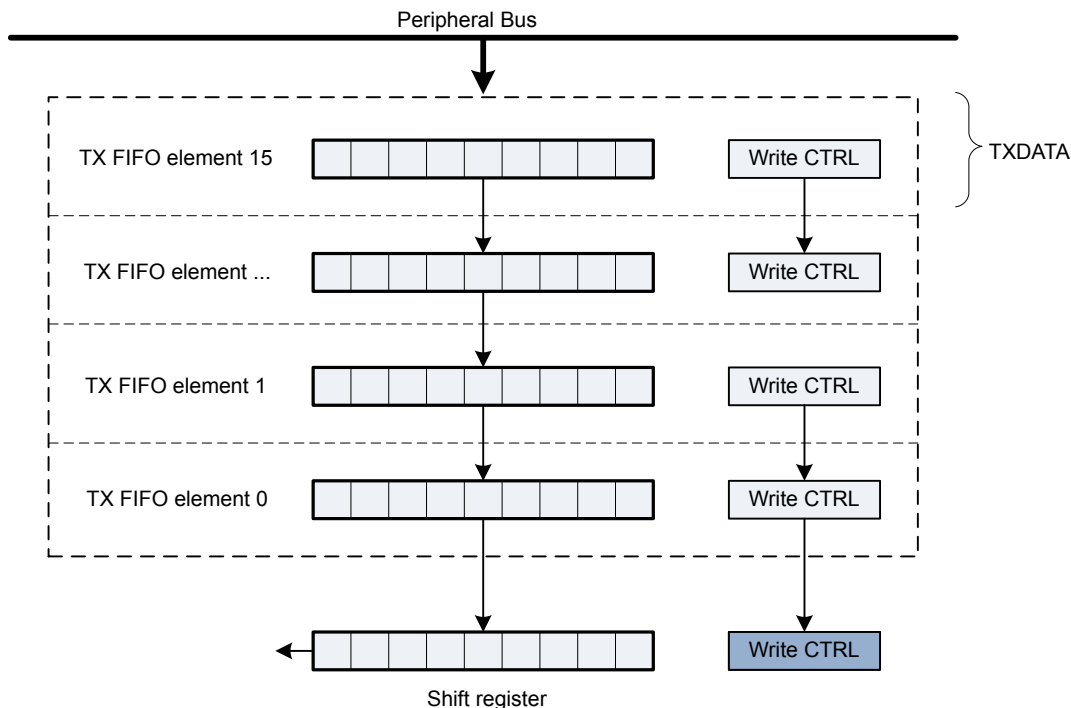 Peripheral Bus
TX FIFO element 15
Write CTRL
TXDATA
TX FIFO element ...
Write CTRL
TX FIFO element 1
Write CTRL
TX FIFO element 0
Write CTRL
Write CTRL
Shift register